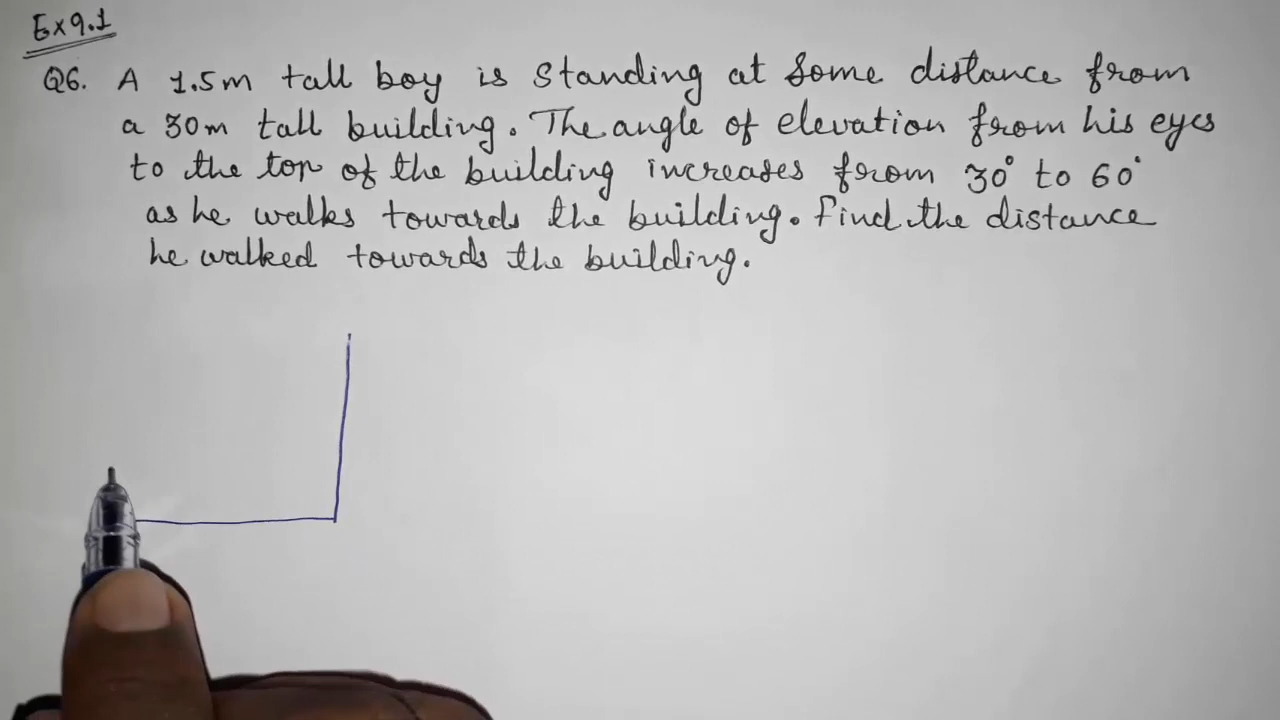 Ex 9.1
Q6. A 1.5m tall boy is standing at some distance from
a 30m tall building. The angle of elevation from his eyes
to the top of the building increases from 30° to 60°
as he walks towards the building. Find the distance
he walked towards the building.